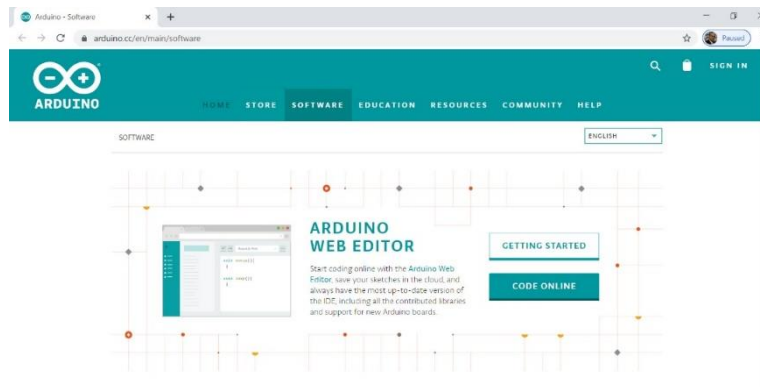 Arduino - Software
arduino.cc/en/main/software
Paused
SIGN IN
ARDUINO
HOME STORE SOFTWARE EDUCATION RESOURCES COMMUNITY HELP
SOFTWARE
ENGLISH
ARDUINO
WEB EDITOR
Start coding online with the Arduino Web
Editor, save your sketches in the cloud, and
always have the most up-to-date version of
the IDE, including all the contributed libraries
and support for new Arduino boards.
GETTING STARTED
CODE ONLINE